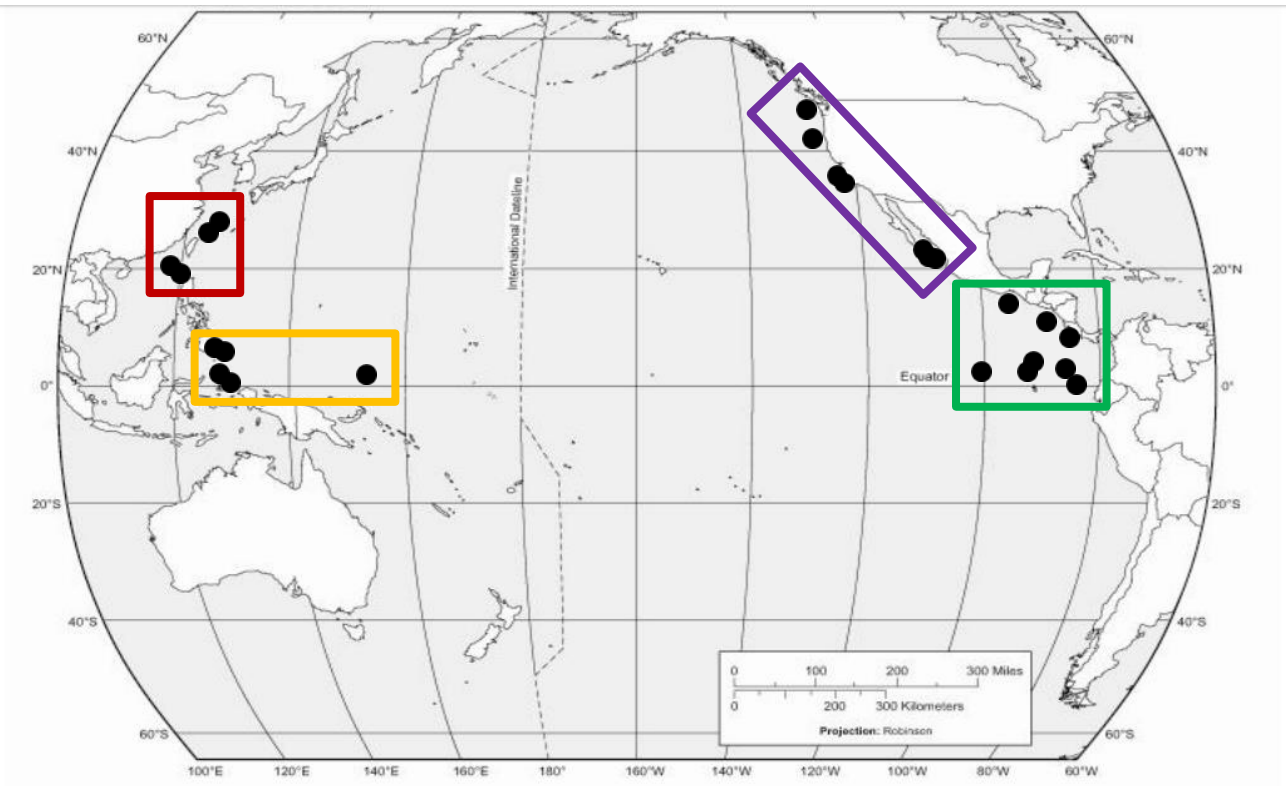 60°N
60°N
40°N
40°N
International Dateline
20°N
20°N
0°
Equator
0°
20°S
20°S
40°S
40°S
0 100 200 300 Miles
0 200 300 Kilometers
Projection: Robinson
60°S
60°S
100°E 120°E 140°E 160°E 180° 160°W 140°W 120°W 100°W 80°W 60°W